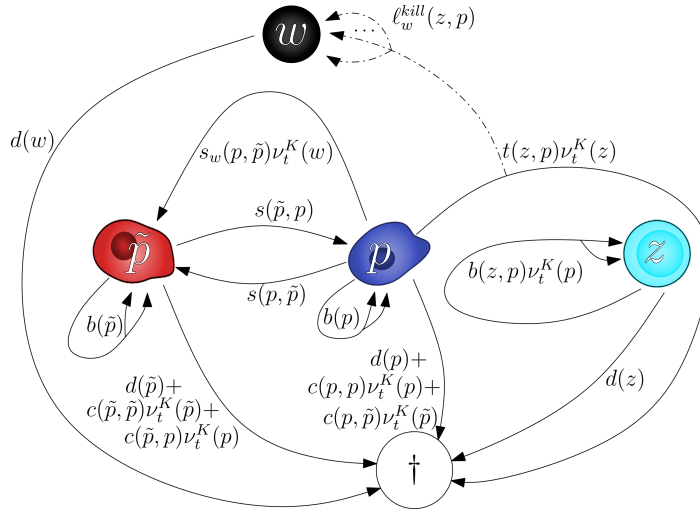 w
ℓ_w^{kill}(z, p)
...
d(w)
s_w(p, p̃)ν_t^K(w)
t(z, p)ν_t^K(z)
s(p̃, p)
p̃
p
z
s(p, p̃)
b(z, p)ν_t^K(p)
b(p̃)
b(p)
d(p̃)+
c(p̃, p̃)ν_t^K(p̃)+
c(p̃, p)ν_t^K(p)
d(p)+
c(p, p)ν_t^K(p)+
c(p, p̃)ν_t^K(p̃)
d(z)
†